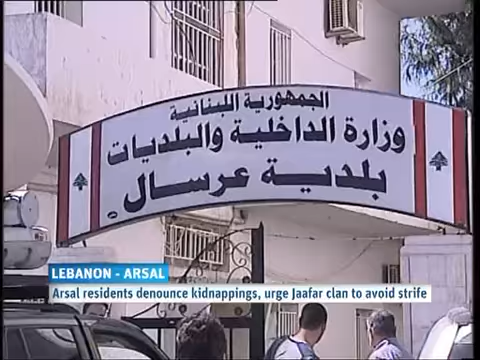 الجمهورية اللبنانية
وزارة الداخلية والبلديات
بلدية عرسال
LEBANON - ARSAL
Arsal residents denounce kidnappings, urge Jaafar clan to avoid strife